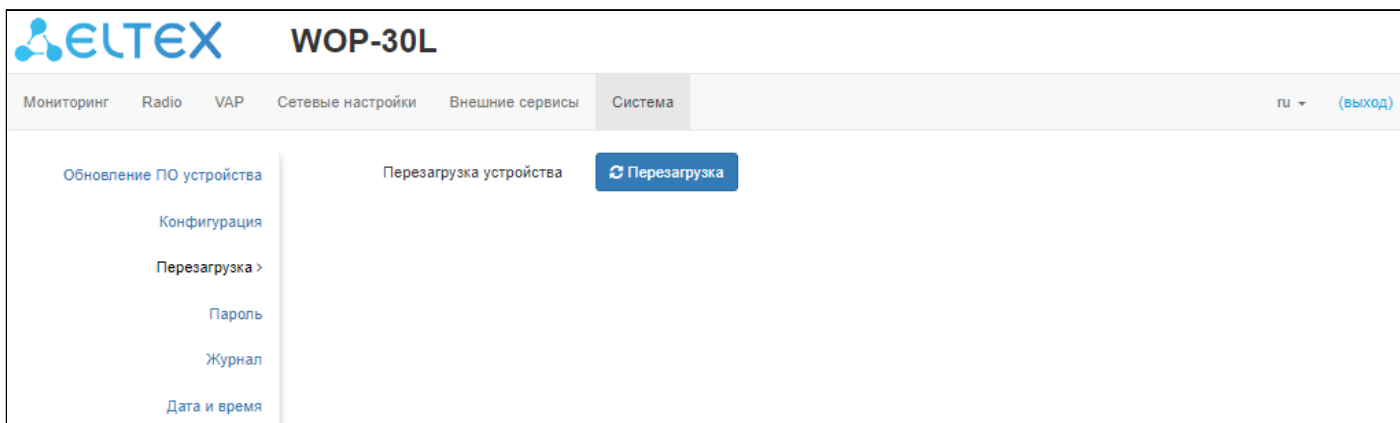 ELTEX WOP-30L
Мониторинг Radio VAP Сетевые настройки Внешние сервисы Система ru (выход)
Обновление ПО устройства
Перезагрузка устройства Перезагрузка
Конфигурация
Перезагрузка >
Пароль
Журнал
Дата и время